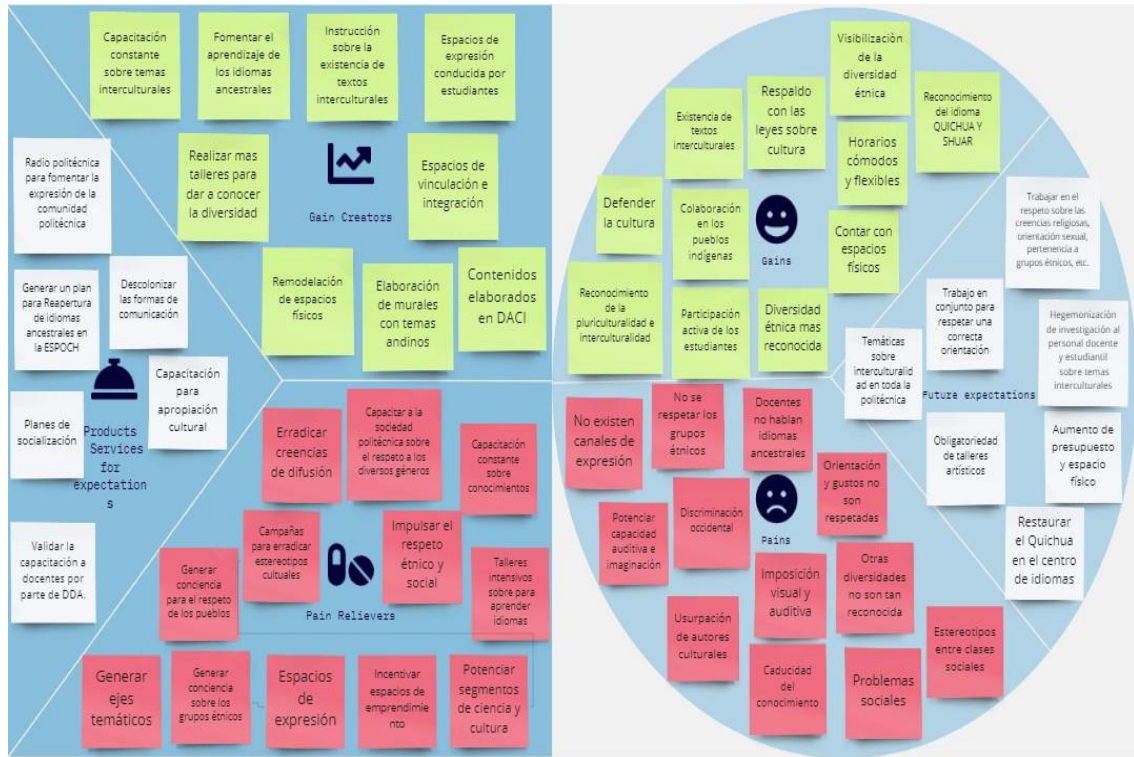 Capacitación
constante
sobre temas
interculturales
Fomentar el
aprendizaje de
los idiomas
ancestrales
Instrucción
sobre la
existencia de
textos
interculturales
Espacios de
expresión
conducida por
estudiantes
Realizar mas
talleres para
dar a conocer
la diversidad
Gain Creators
Espacios de
vinculación e
integración
Remodelación
de espacios
físicos
Elaboración
de murales
con temas
andinos
Contenidos
elaborados
en DACI
Radio politécnica
para fomentar la
expresión de la
comunidad
politécnica
Generar un plan
para Reapertura
de idiomas
ancestrales en
la ESPOCH
Descolonizar
las formas de
comunicación
Capacitación
para
apropiación
cultural
Planes de
socialización
Products
Services
for
expectation
s
Validar la
capacitación a
docentes por
parte de DDA.
Erradicar
creencias
de difusión
Capacitar a la
sociedad
politécnica sobre
el respeto a los
diversos géneros
Capacitación
constante
sobre
conocimientos
Generar
conciencia
para el respeto
de los pueblos
Campañas
para erradicar
estereotipos
cultuales
Impulsar el
respeto
étnico y
social
Talleres
intensivos
sobre para
aprender
idiomas
Pain Relievers
Generar
ejes
temáticos
Generar
conciencia
sobre los
grupos étnicos
Espacios
de
expresión
Incentivar
espacios de
emprendimie
nto
Potenciar
segmentos
de ciencia y
cultura
Visibilización
de la
diversidad
étnica
Existencia de
textos
interculturales
Respaldo
con las
leyes sobre
cultura
Reconocimiento
del idioma
QUICHUA Y
SHUAR
Horarios
cómodos
y flexibles
Defender
la cultura
Colaboración
en los
pueblos
indígenas
Gains
Contar con
espacios
físicos
Reconocimiento
de la
pluriculturalidad e
interculturalidad
Participación
activa de los
estudiantes
Diversidad
étnica mas
reconocida
Trabajar en el
respeto sobre las
creencias religiosas,
orientación sexual,
pertenencia a
grupos étnicos, etc.
Trabajo en
conjunto para
respetar una
correcta
orientación
Temáticas
sobre
interculturalid
ad en toda la
politécnica
Hegemonización
de investigación al
personal docente
y estudiantil
sobre temas
interculturales
Future expectations
Obligatoriedad
de talleres
artísticos
Aumento de
presupuesto
y espacio
físico
Restaurar
el Quichua
en el centro
de idiomas
No existen
canales de
expresión
No se
respetar los
grupos
étnicos
Docentes
no hablan
idiomas
ancestrales
Orientación
y gustos no
son
respetadas
Potenciar
capacidad
auditiva e
imaginación
Discriminación
occidental
Pains
Imposición
visual y
auditiva
Otras
diversidades
no son tan
reconocida
Usurpación
de autores
culturales
Caducidad
del
conocimiento
Problemas
sociales
Estereotipos
entre clases
sociales